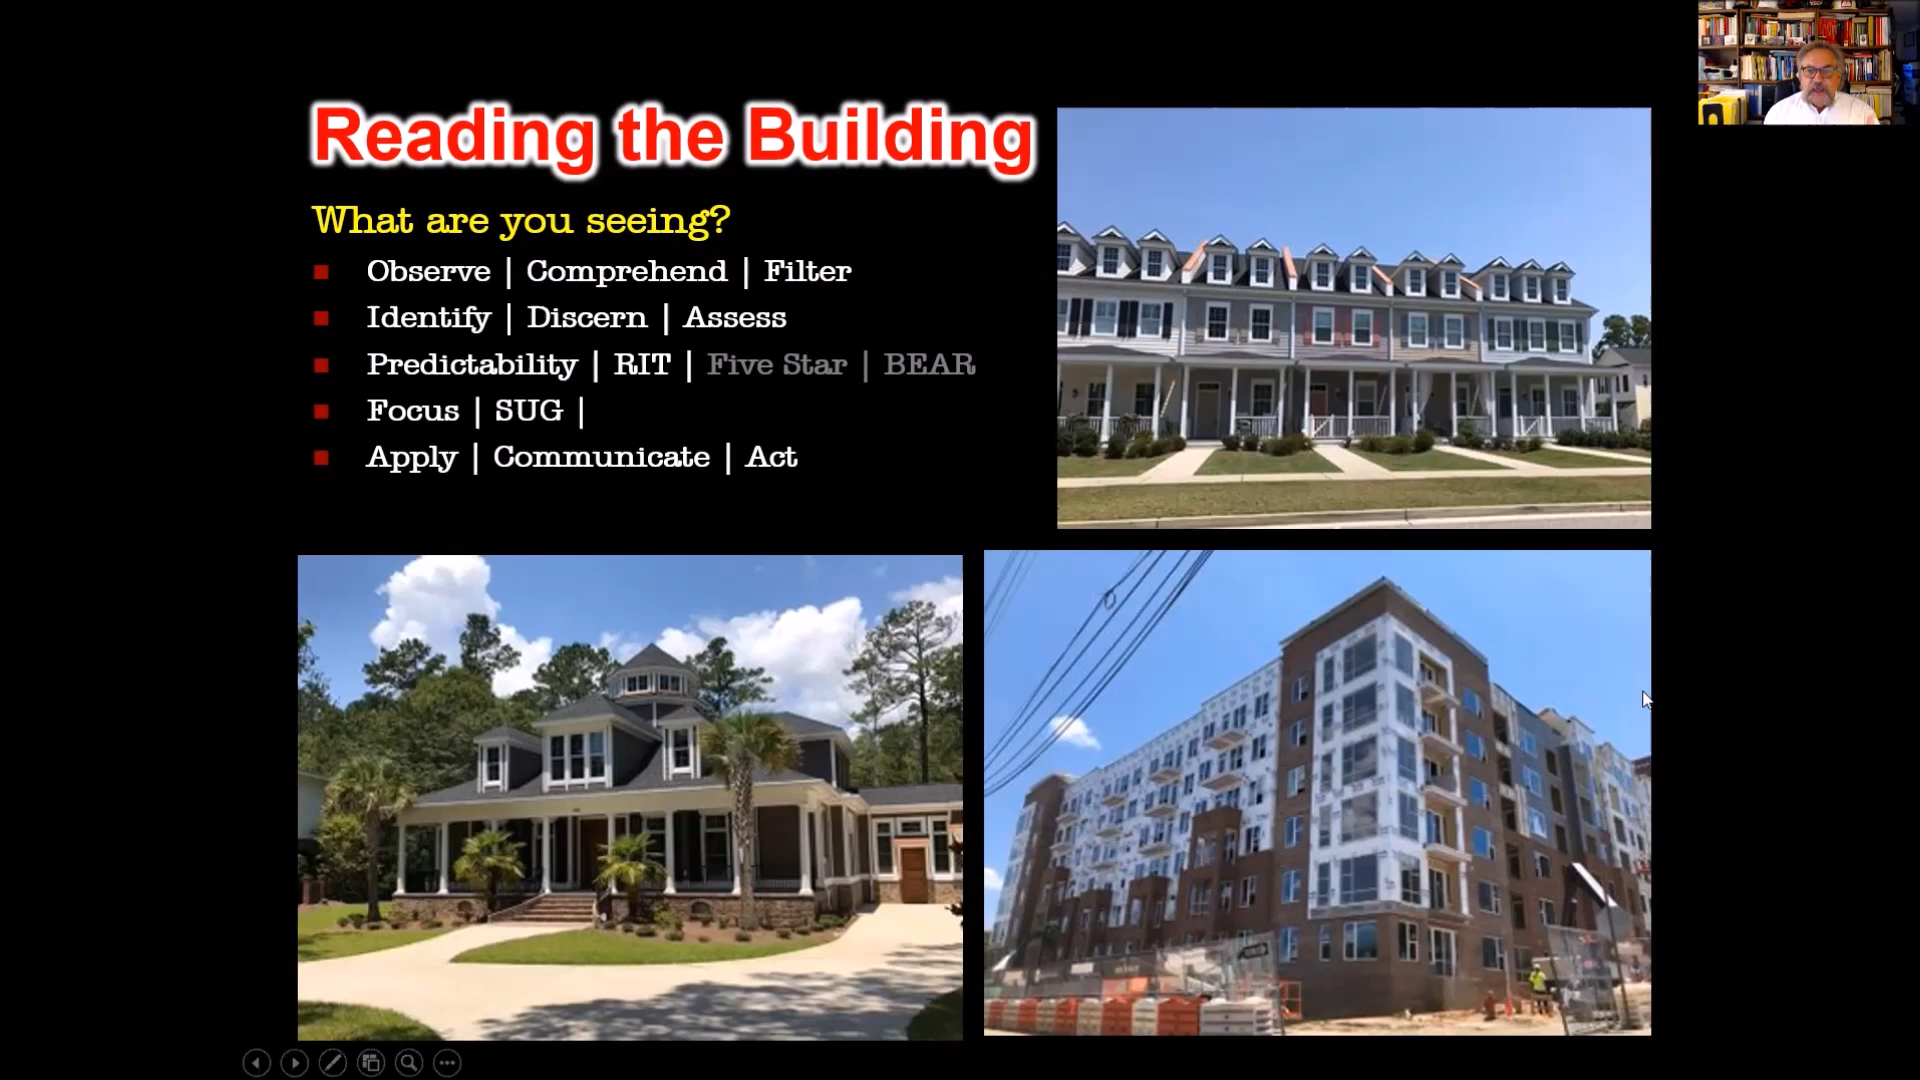 Reading the Building
What are you seeing?
Observe | Comprehend | Filter
Identify | Discern | Assess
Predictability | RIT | Five Star | BEAR
Focus | SUG |
Apply | Communicate | Act